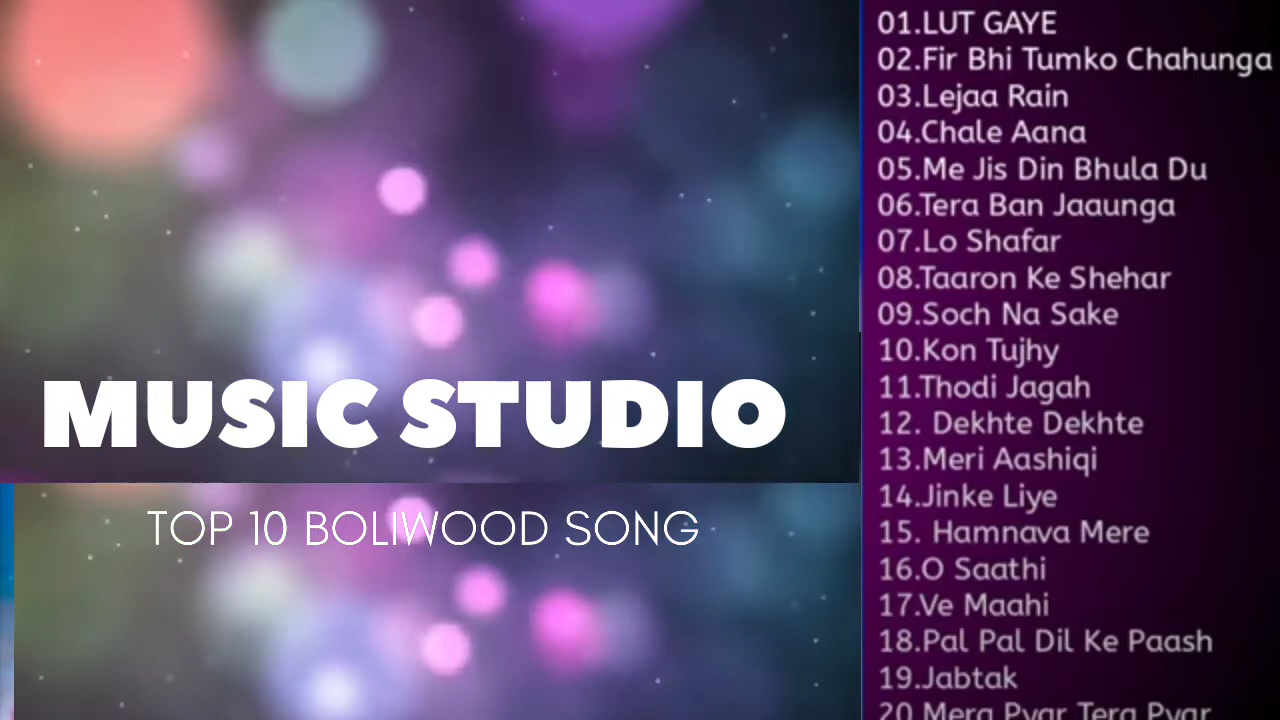 MUSIC STUDIO
TOP 10 BOLIWOOD SONG
01.LUT GAYE
02.Fir Bhi Tumko Chahunga
03.Lejaa Rain
04.Chale Aana
05.Me Jis Din Bhula Du
06.Tera Ban Jaaunga
07.Lo Shafar
08.Taaron Ke Shehar
09.Soch Na Sake
10.Kon Tujhy
11.Thodi Jagah
12. Dekhte Dekhte
13.Meri Aashiqi
14.Jinke Liye
15. Hamnava Mere
16.O Saathi
17.Ve Maahi
18.Pal Pal Dil Ke Paash
19.Jabtak
20 Mera Pyar Tera Pyar